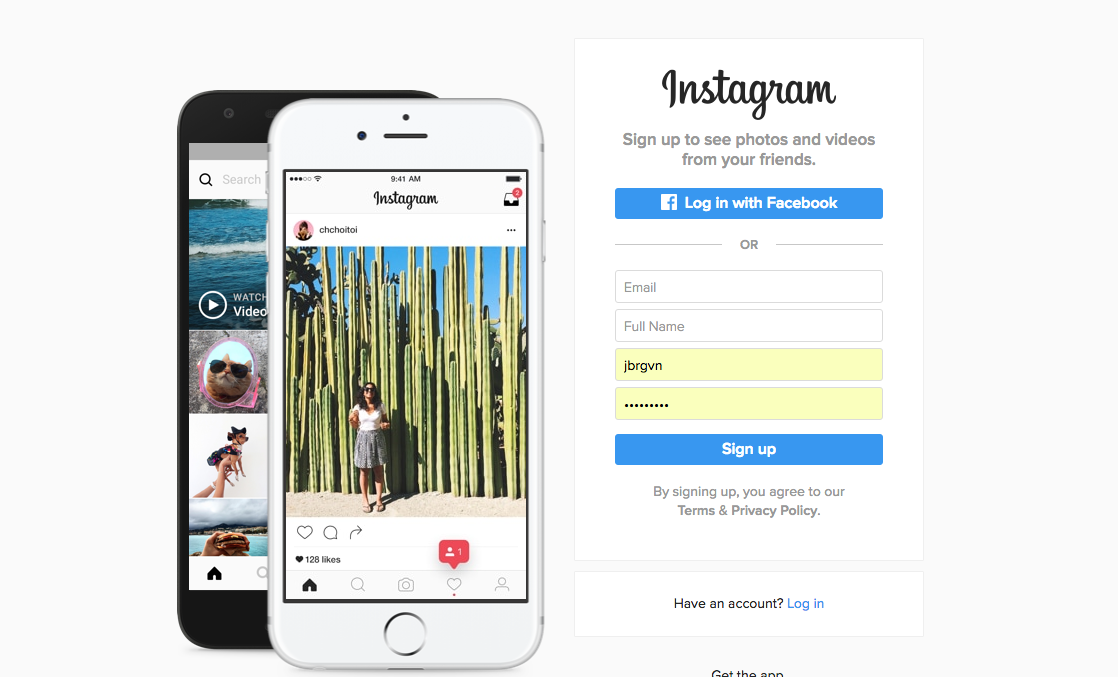 Search
WATCH
Video
9:41 AM
Instagram
2
chchoitoi
128 likes
1
Instagram
Sign up to see photos and videos
from your friends.
Log in with Facebook
OR
Email
Full Name
jbrgvn
•••••••••
Sign up
By signing up, you agree to our
Terms & Privacy Policy.
Have an account? Log in
Get the app.